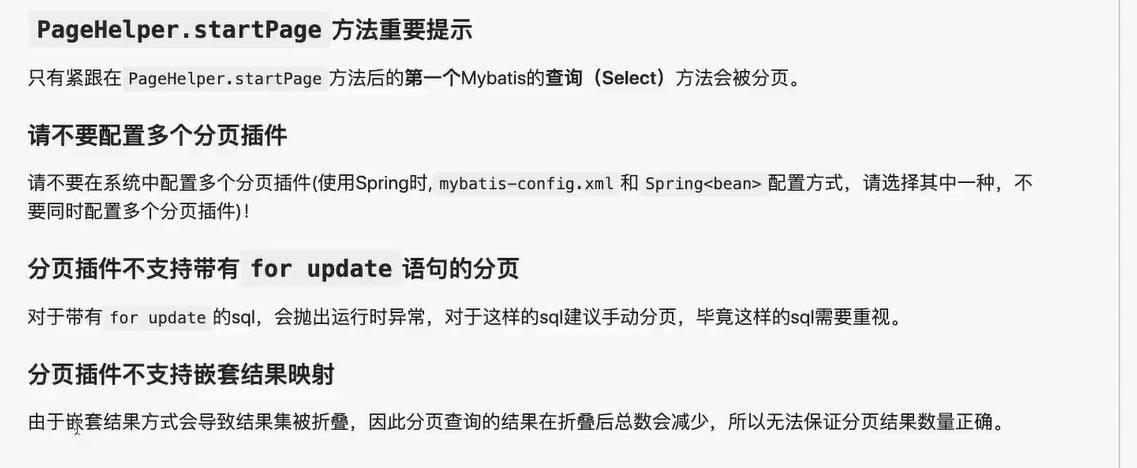 PageHelper.startPage 方法重要提示
只有紧跟在 PageHelper.startPage 方法后的第一个Mybatis的查询（Select）方法会被分页。
请不要配置多个分页插件
请不要在系统中配置多个分页插件(使用Spring时, mybatis-config.xml 和 Spring<bean> 配置方式，请选择其中一种，不
要同时配置多个分页插件)！
分页插件不支持带有 for update 语句的分页
对于带有 for update 的sql，会抛出运行时异常，对于这样的sql建议手动分页，毕竟这样的sql需要重视。
分页插件不支持嵌套结果映射
由于嵌套结果方式会导致结果集被折叠，因此分页查询的结果在折叠后总数会减少，所以无法保证分页结果数量正确。